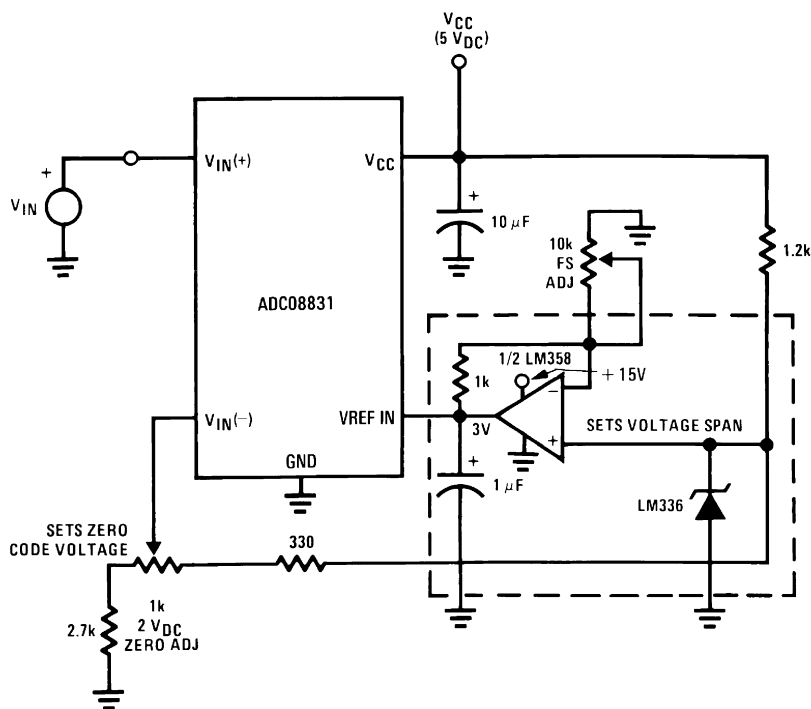 VCC
(5 VDC)
VIN(+)
VCC
+
VIN
+
10 µF
10k
FS
ADJ
1.2k
ADC08831
1/2 LM358
+ 15V
1k
−
VIN(−)
VREF IN
3V
+
SETS VOLTAGE SPAN
GND
+
1 µF
LM336
SETS ZERO
CODE VOLTAGE
330
1k
2 VDC
ZERO ADJ
2.7k